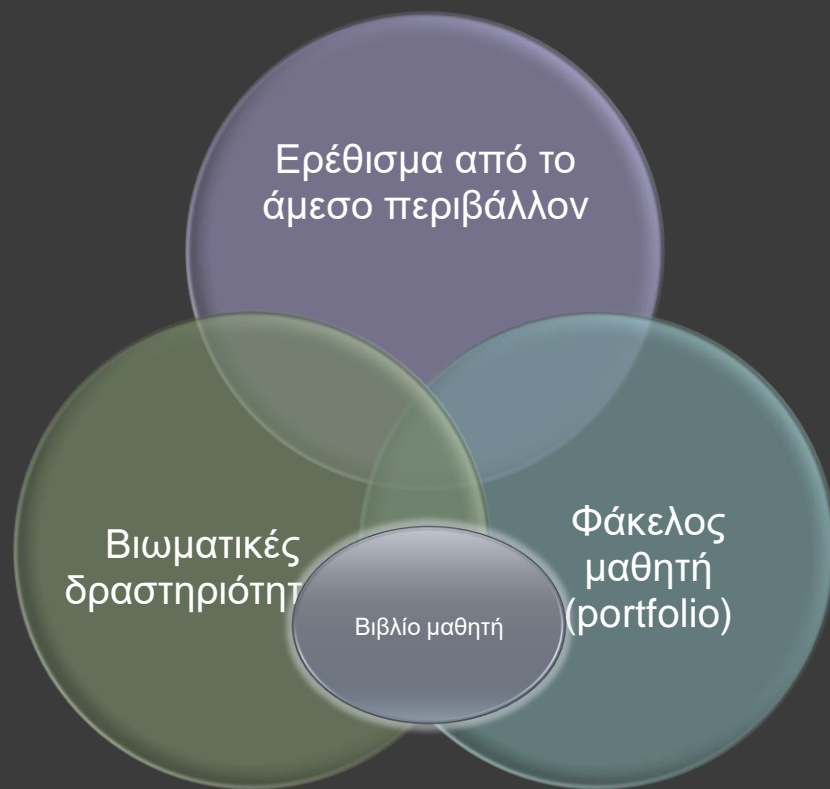 Ερέθισμα από το
άμεσο περιβάλλον
Βιωματικές
δραστηριότητ
Φάκελος
μαθητή
(portfolio)
Βιβλίο μαθητή